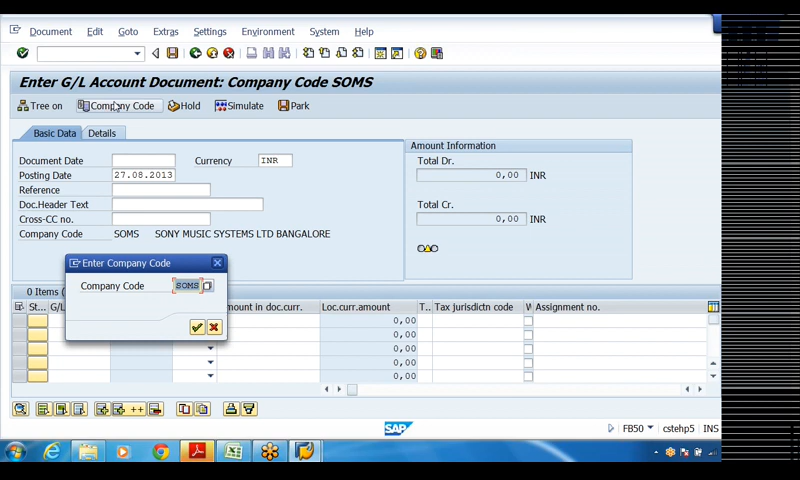 Document Edit Goto Extras Settings Environment System Help
Enter G/L Account Document: Company Code SOMS
Tree on Company Code Hold Simulate Park
Basic Data Details
Amount Information
Document Date Currency INR
Total Dr.
Posting Date 27.08.2013
0,00 INR
Reference
Doc.Header Text
Total Cr.
Cross-CC no.
0,00 INR
Company Code SOMS SONY MUSIC SYSTEMS LTD BANGALORE
Enter Company Code
Company Code SOMS
0 Items (
St... G/L mount in doc.curr. Loc.curr.amount T.. Tax jurisdictn code W Assignment no.
0,00
0,00
0,00
0,00
0,00
SAP
FB50 cstehp5 INS